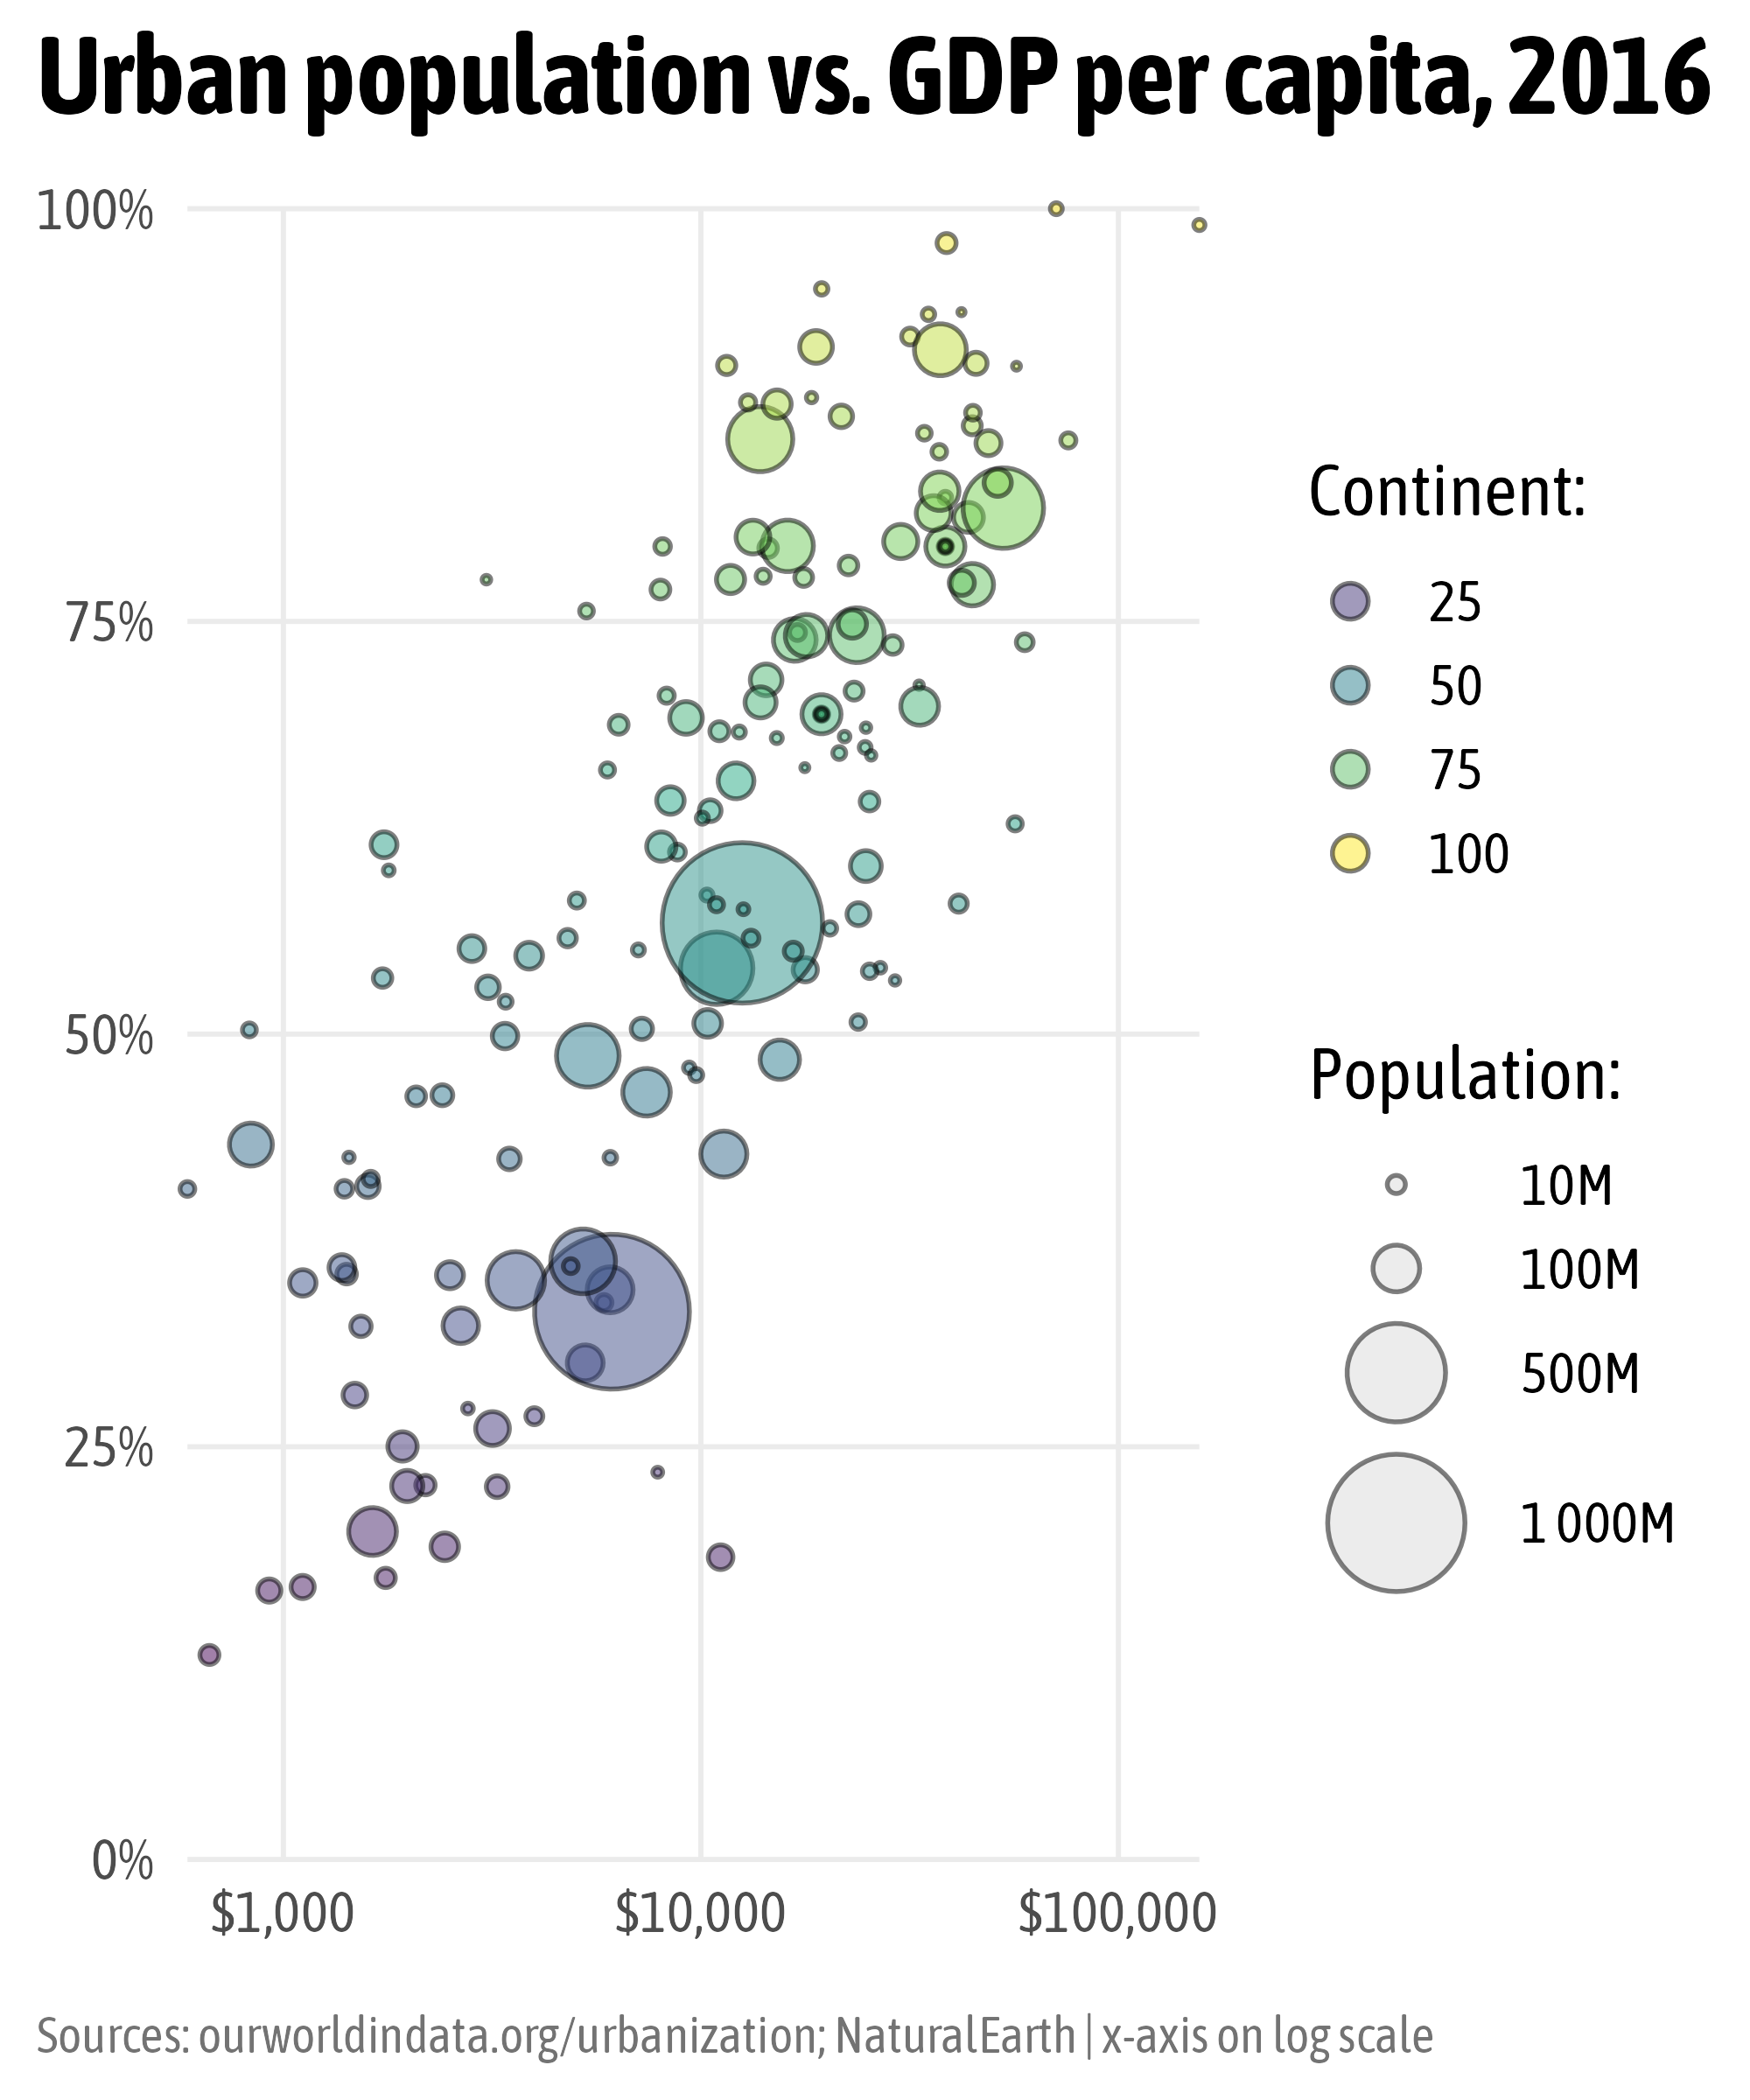 Urban population vs. GDP per capita, 2016
100%
75%
50%
25%
0%
$1,000 $10,000 $100,000
Continent:
25
50
75
100
Population:
10M
100M
500M
1 000M
Sources: ourworldindata.org/urbanization; NaturalEarth | x-axis on log scale